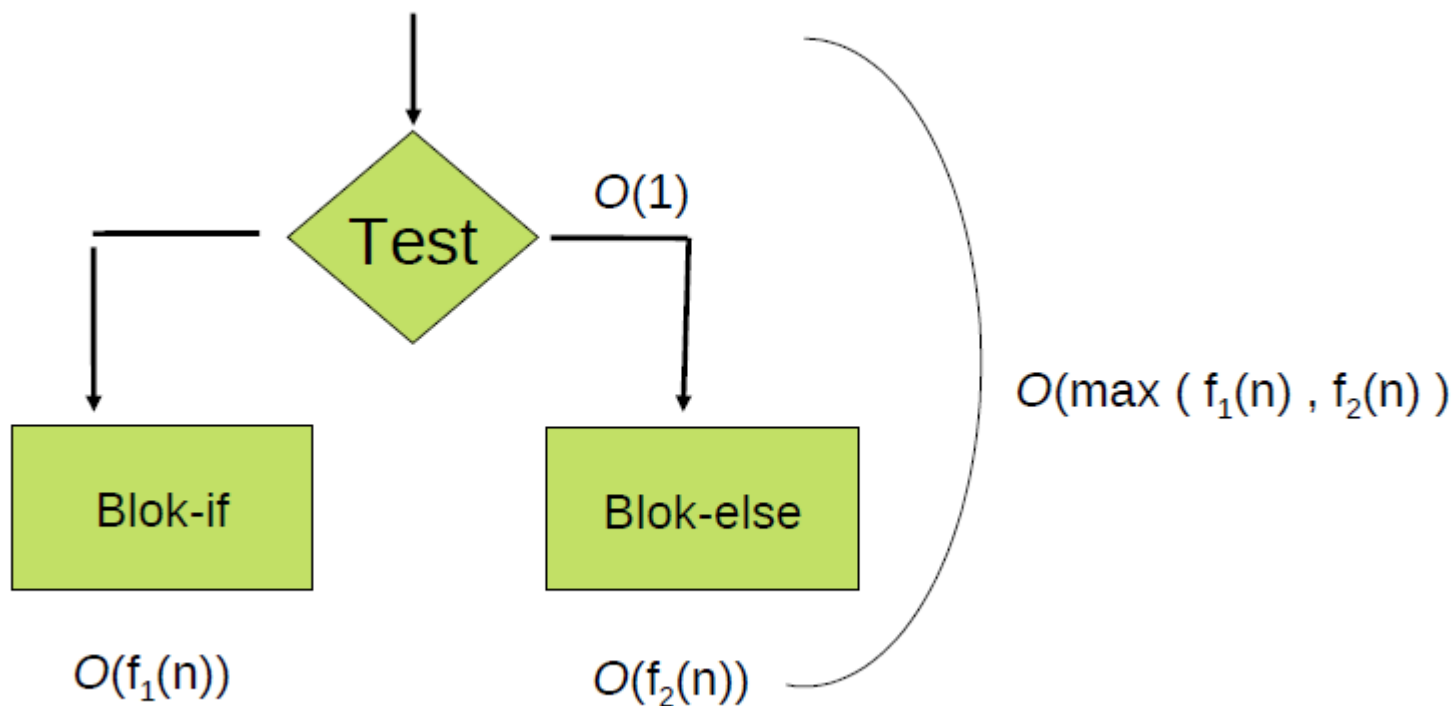 O(1)
Test
O(max ( f₁(n) , f₂(n) )
Blok-if
Blok-else
O(f₁(n))
O(f₂(n))